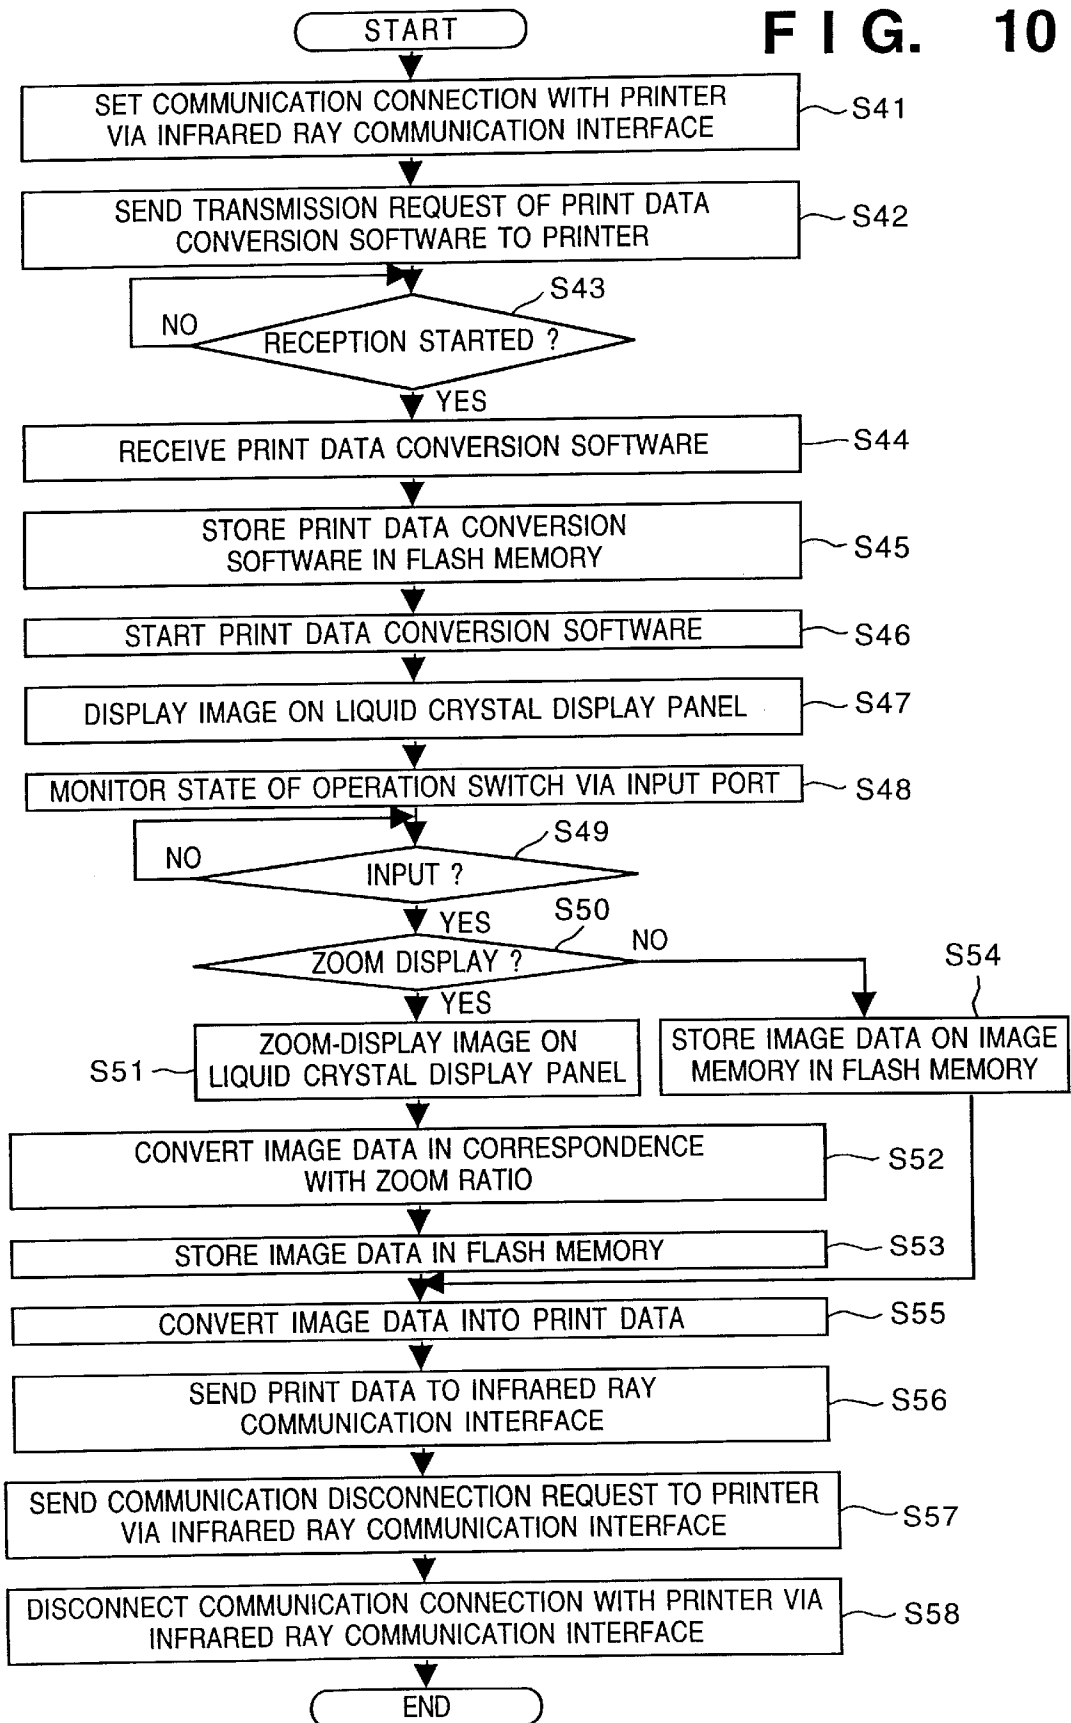 FIG. 10
START
SET COMMUNICATION CONNECTION WITH PRINTER
VIA INFRARED RAY COMMUNICATION INTERFACE
S41
SEND TRANSMISSION REQUEST OF PRINT DATA
CONVERSION SOFTWARE TO PRINTER
S42
S43
NO
RECEPTION STARTED ?
YES
RECEIVE PRINT DATA CONVERSION SOFTWARE
S44
STORE PRINT DATA CONVERSION
SOFTWARE IN FLASH MEMORY
S45
START PRINT DATA CONVERSION SOFTWARE
S46
DISPLAY IMAGE ON LIQUID CRYSTAL DISPLAY PANEL
S47
MONITOR STATE OF OPERATION SWITCH VIA INPUT PORT
S48
S49
NO
INPUT ?
YES
S50
ZOOM DISPLAY ?
NO
YES
S54
STORE IMAGE DATA ON IMAGE
MEMORY IN FLASH MEMORY
S51
ZOOM-DISPLAY IMAGE ON
LIQUID CRYSTAL DISPLAY PANEL
CONVERT IMAGE DATA IN CORRESPONDENCE
WITH ZOOM RATIO
S52
STORE IMAGE DATA IN FLASH MEMORY
S53
CONVERT IMAGE DATA INTO PRINT DATA
S55
SEND PRINT DATA TO INFRARED RAY
COMMUNICATION INTERFACE
S56
SEND COMMUNICATION DISCONNECTION REQUEST TO PRINTER
VIA INFRARED RAY COMMUNICATION INTERFACE
S57
DISCONNECT COMMUNICATION CONNECTION WITH PRINTER VIA
INFRARED RAY COMMUNICATION INTERFACE
S58
END